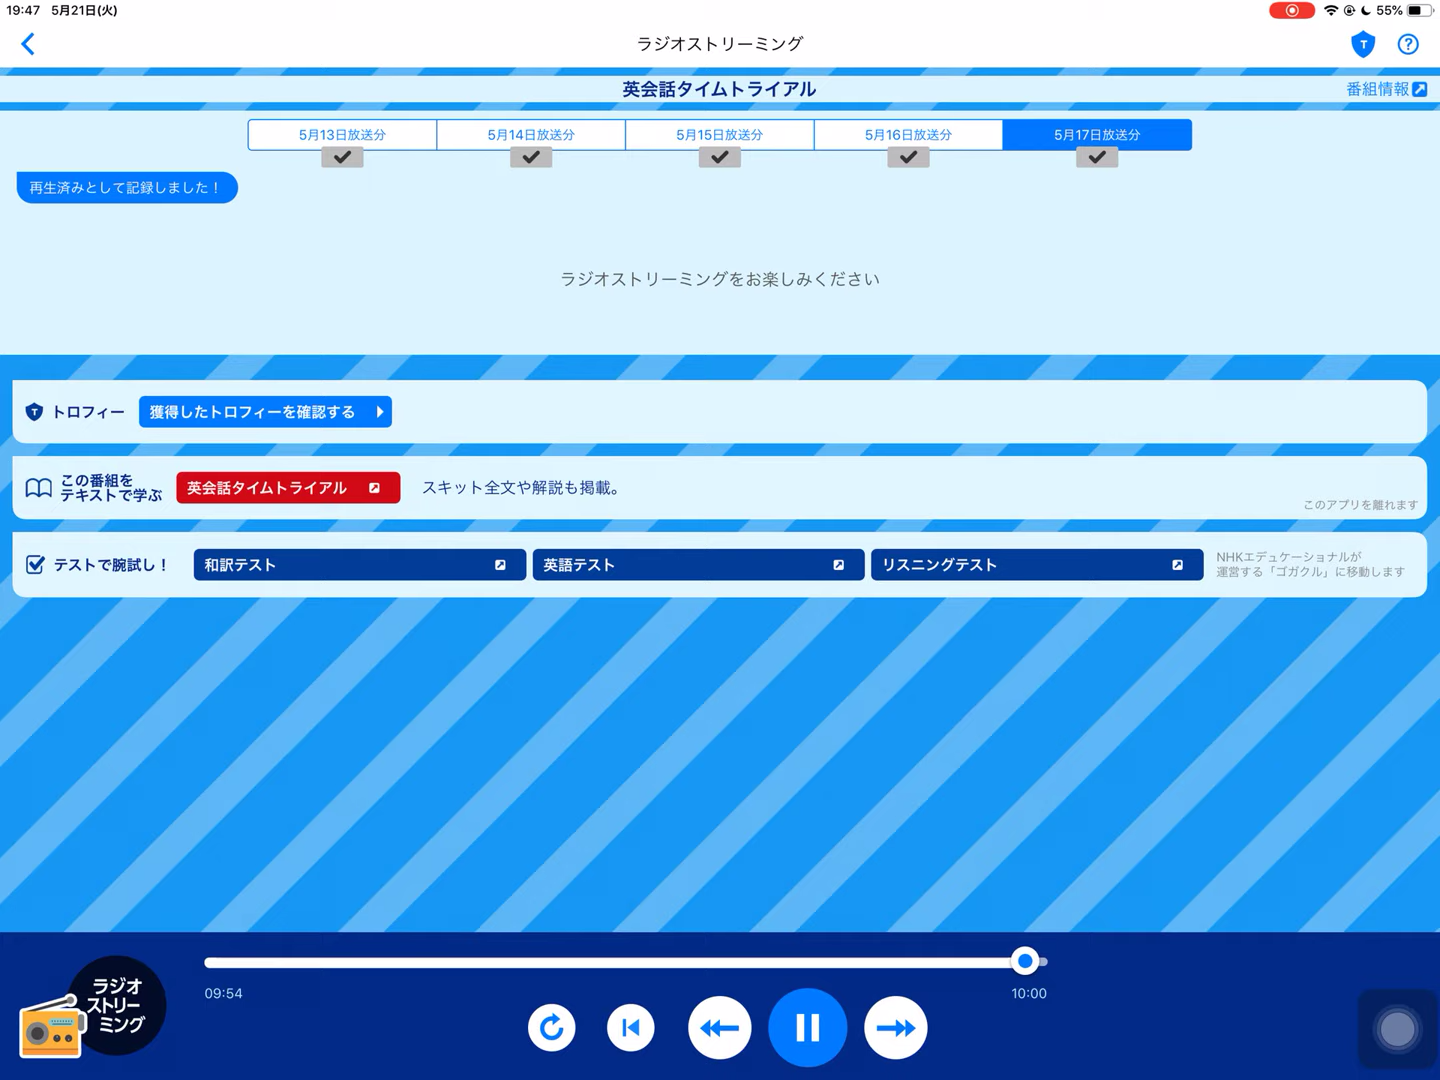 19:47 5月21日(火)
55%
ラジオストリーミング
英会話タイムトライアル
番組情報
5月13日放送分
5月14日放送分
5月15日放送分
5月16日放送分
5月17日放送分
再生済みとして記録しました！
ラジオストリーミングをお楽しみください
T
トロフィー
獲得したトロフィーを確認する
この番組を
テキストで学ぶ
英会話タイムトライアル
スキット全文や解説も掲載。
このアプリを離れます
テストで腕試し！
和訳テスト
英語テスト
リスニングテスト
NHKエデュケーショナルが
運営する「ゴガクル」に移動します
09:54
10:00
ラジオ
ストリー
ミング